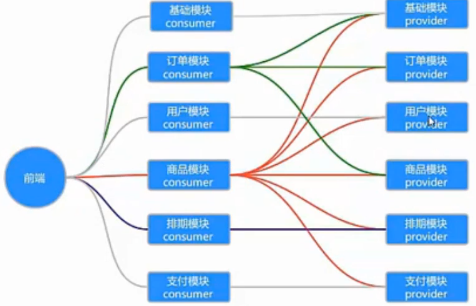 前端
基础模块
consumer
订单模块
consumer
用户模块
consumer
商品模块
consumer
排期模块
consumer
支付模块
consumer
基础模块
provider
订单模块
provider
用户模块
provider
商品模块
provider
排期模块
provider
支付模块
provider